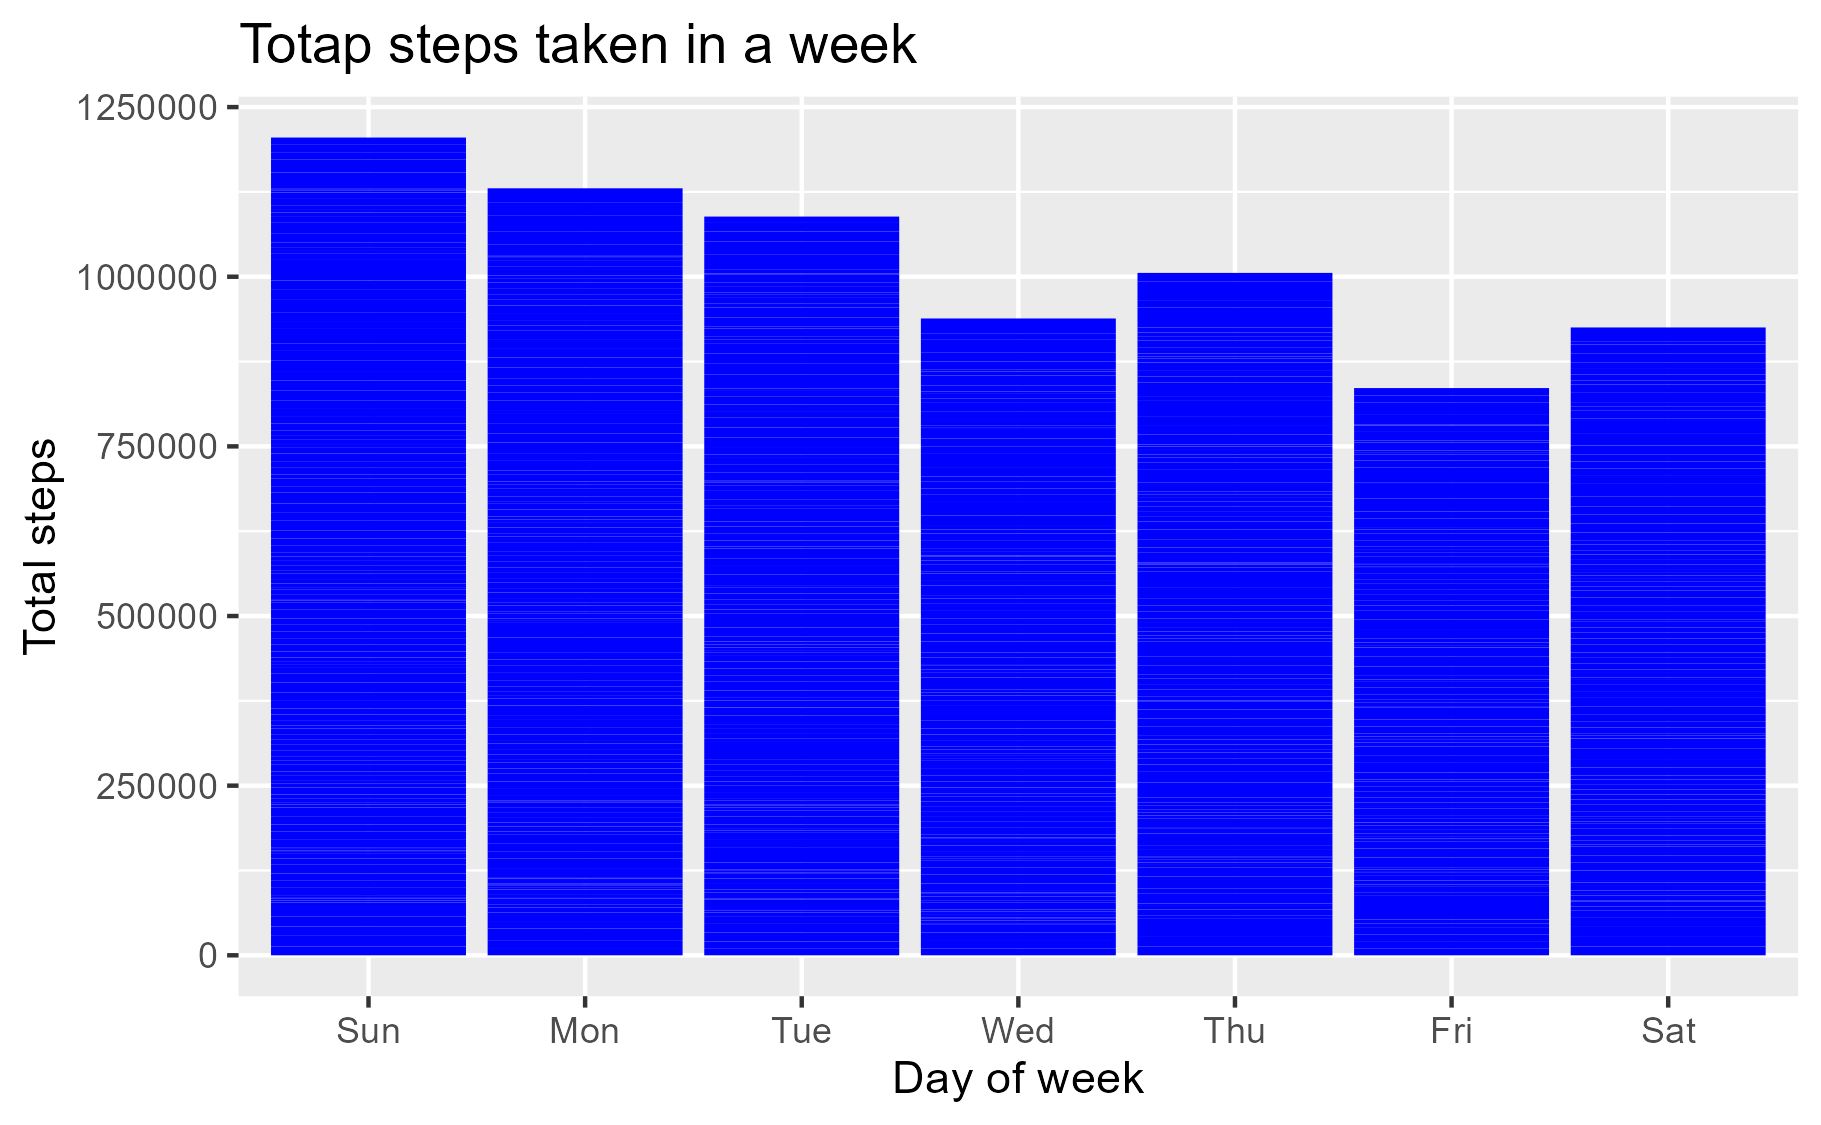 Totap steps taken in a week
Total steps
1250000
1000000
750000
500000
250000
0
Sun Mon Tue Wed Thu Fri Sat
Day of week